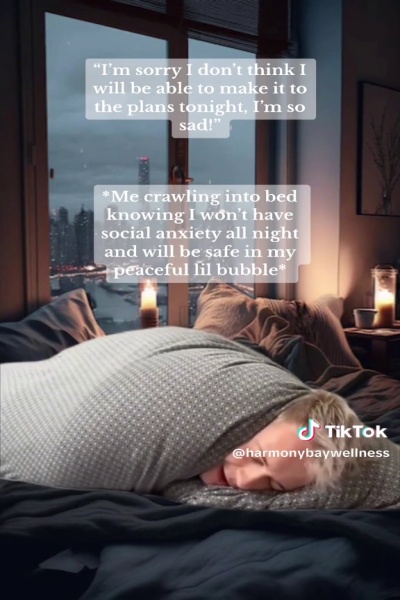 “I’m sorry I don’t think I
will be able to make it to
the plans tonight, I’m so
sad!”
*Me crawling into bed
knowing I won’t have
social anxiety all night
and will be safe in my
peaceful lil bubble*
TikTok
@harmonybaywellness